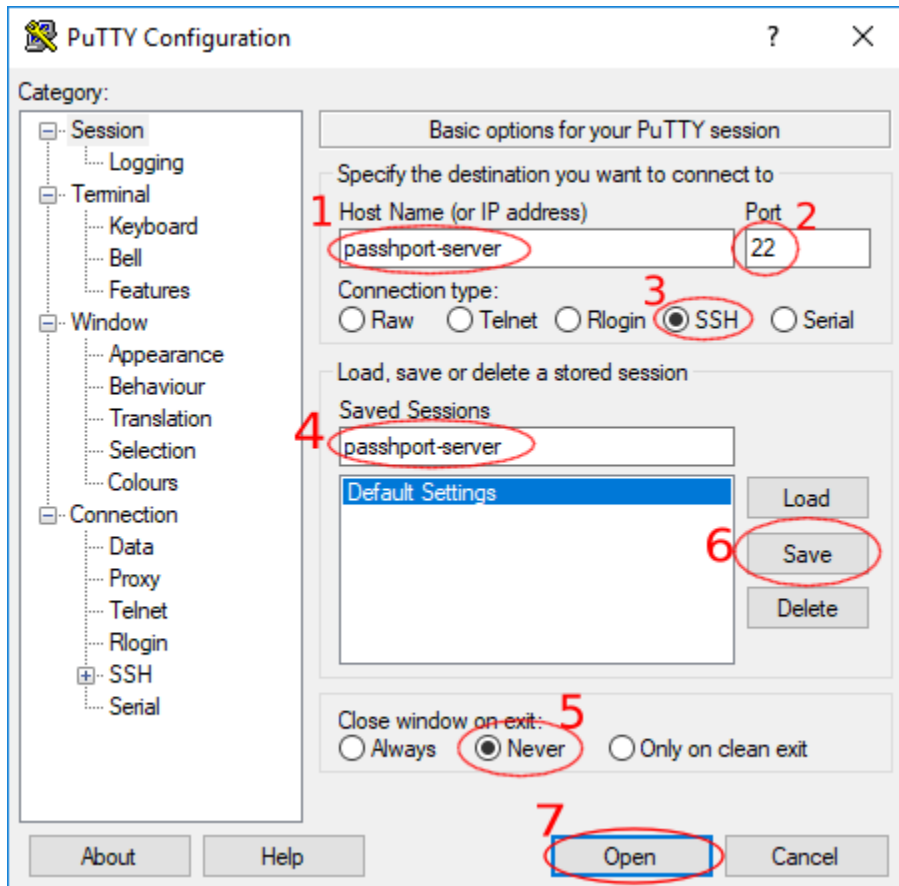 PuTTY Configuration
?
Category:
Session
Logging
Terminal
Keyboard
Bell
Features
Window
Appearance
Behaviour
Translation
Selection
Colours
Connection
Data
Proxy
Telnet
Rlogin
SSH
Serial
Basic options for your PuTTY session
Specify the destination you want to connect to
1 Host Name (or IP address) Port 2
passhport-server 22
Connection type: 3
Raw Telnet Rlogin SSH Serial
Load, save or delete a stored session
Saved Sessions
4 passhport-server
Default Settings
Load
6 Save
Delete
Close window on exit: 5
Always Never Only on clean exit
7
About Help Open Cancel